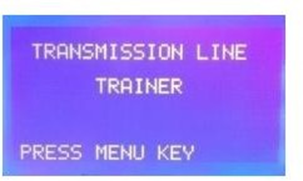 TRANSMISSION LINE
TRAINER
PRESS MENU KEY